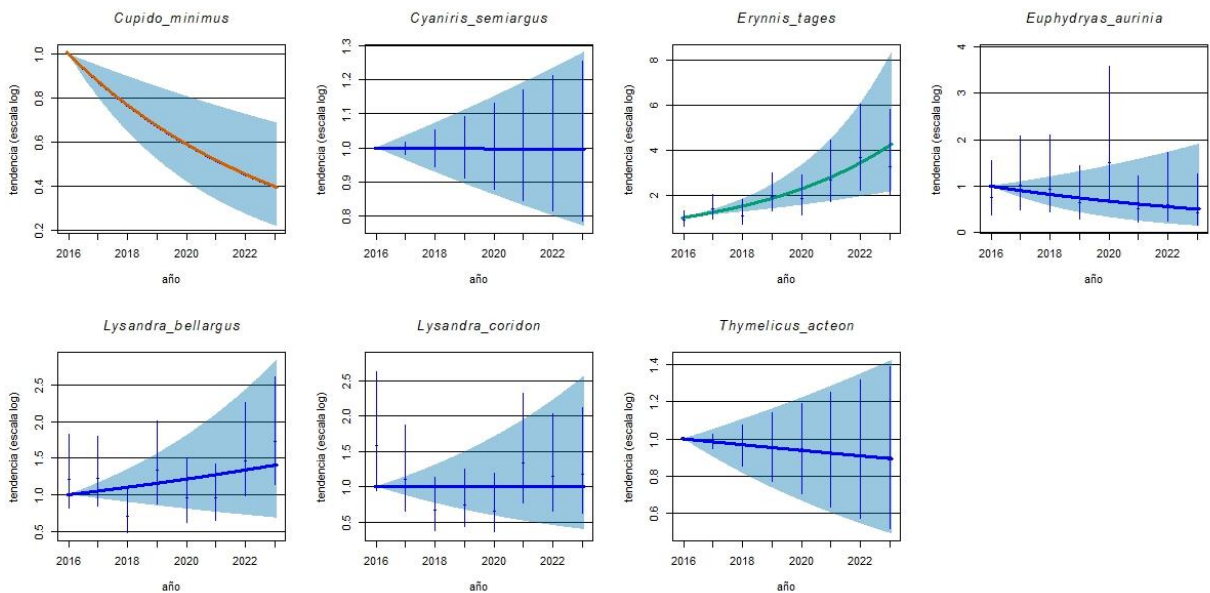 Cupido_minimus
tendencia (escala log)
1.0
0.8
0.6
0.4
0.2
2016 2018 2020 2022
año
Cyaniris_semiargus
tendencia (escala log)
1.3
1.2
1.1
1.0
0.9
0.8
2016 2018 2020 2022
año
Erynnis_tages
tendencia (escala log)
8
6
4
2
2016 2018 2020 2022
año
Euphydryas_aurinia
tendencia (escala log)
4
3
2
1
0
2016 2018 2020 2022
año
Lysandra_bellargus
tendencia (escala log)
2.5
2.0
1.5
1.0
0.5
2016 2018 2020 2022
año
Lysandra_coridon
tendencia (escala log)
2.5
2.0
1.5
1.0
0.5
2016 2018 2020 2022
año
Thymelicus_acteon
tendencia (escala log)
1.4
1.2
1.0
0.8
0.6
2016 2018 2020 2022
año